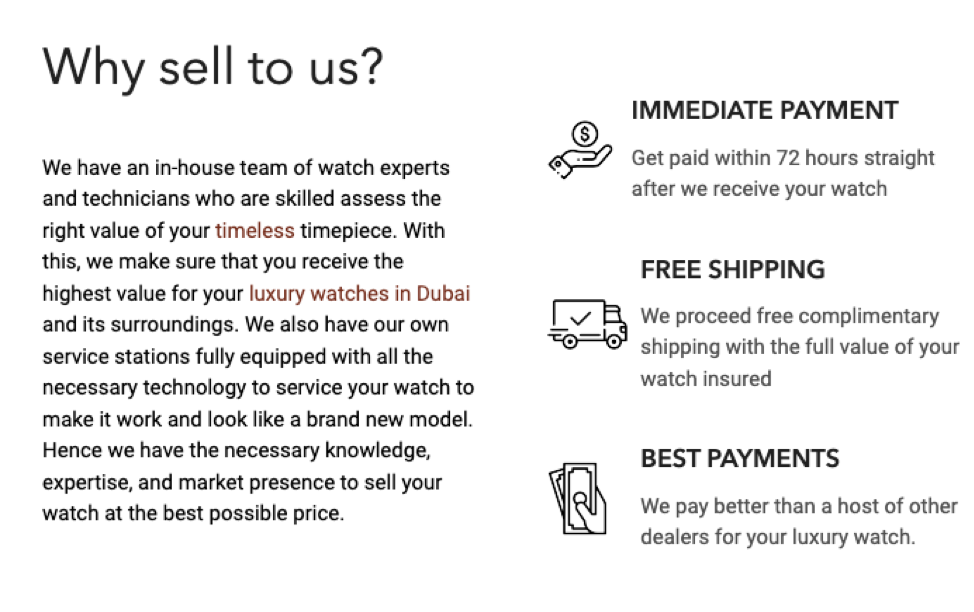 Why sell to us?
We have an in-house team of watch experts
and technicians who are skilled assess the
right value of your timeless timepiece. With
this, we make sure that you receive the
highest value for your luxury watches in Dubai
and its surroundings. We also have our own
service stations fully equipped with all the
necessary technology to service your watch to
make it work and look like a brand new model.
Hence we have the necessary knowledge,
expertise, and market presence to sell your
watch at the best possible price.
$
IMMEDIATE PAYMENT
Get paid within 72 hours straight
after we receive your watch
FREE SHIPPING
We proceed free complimentary
shipping with the full value of your
watch insured
BEST PAYMENTS
We pay better than a host of other
dealers for your luxury watch.